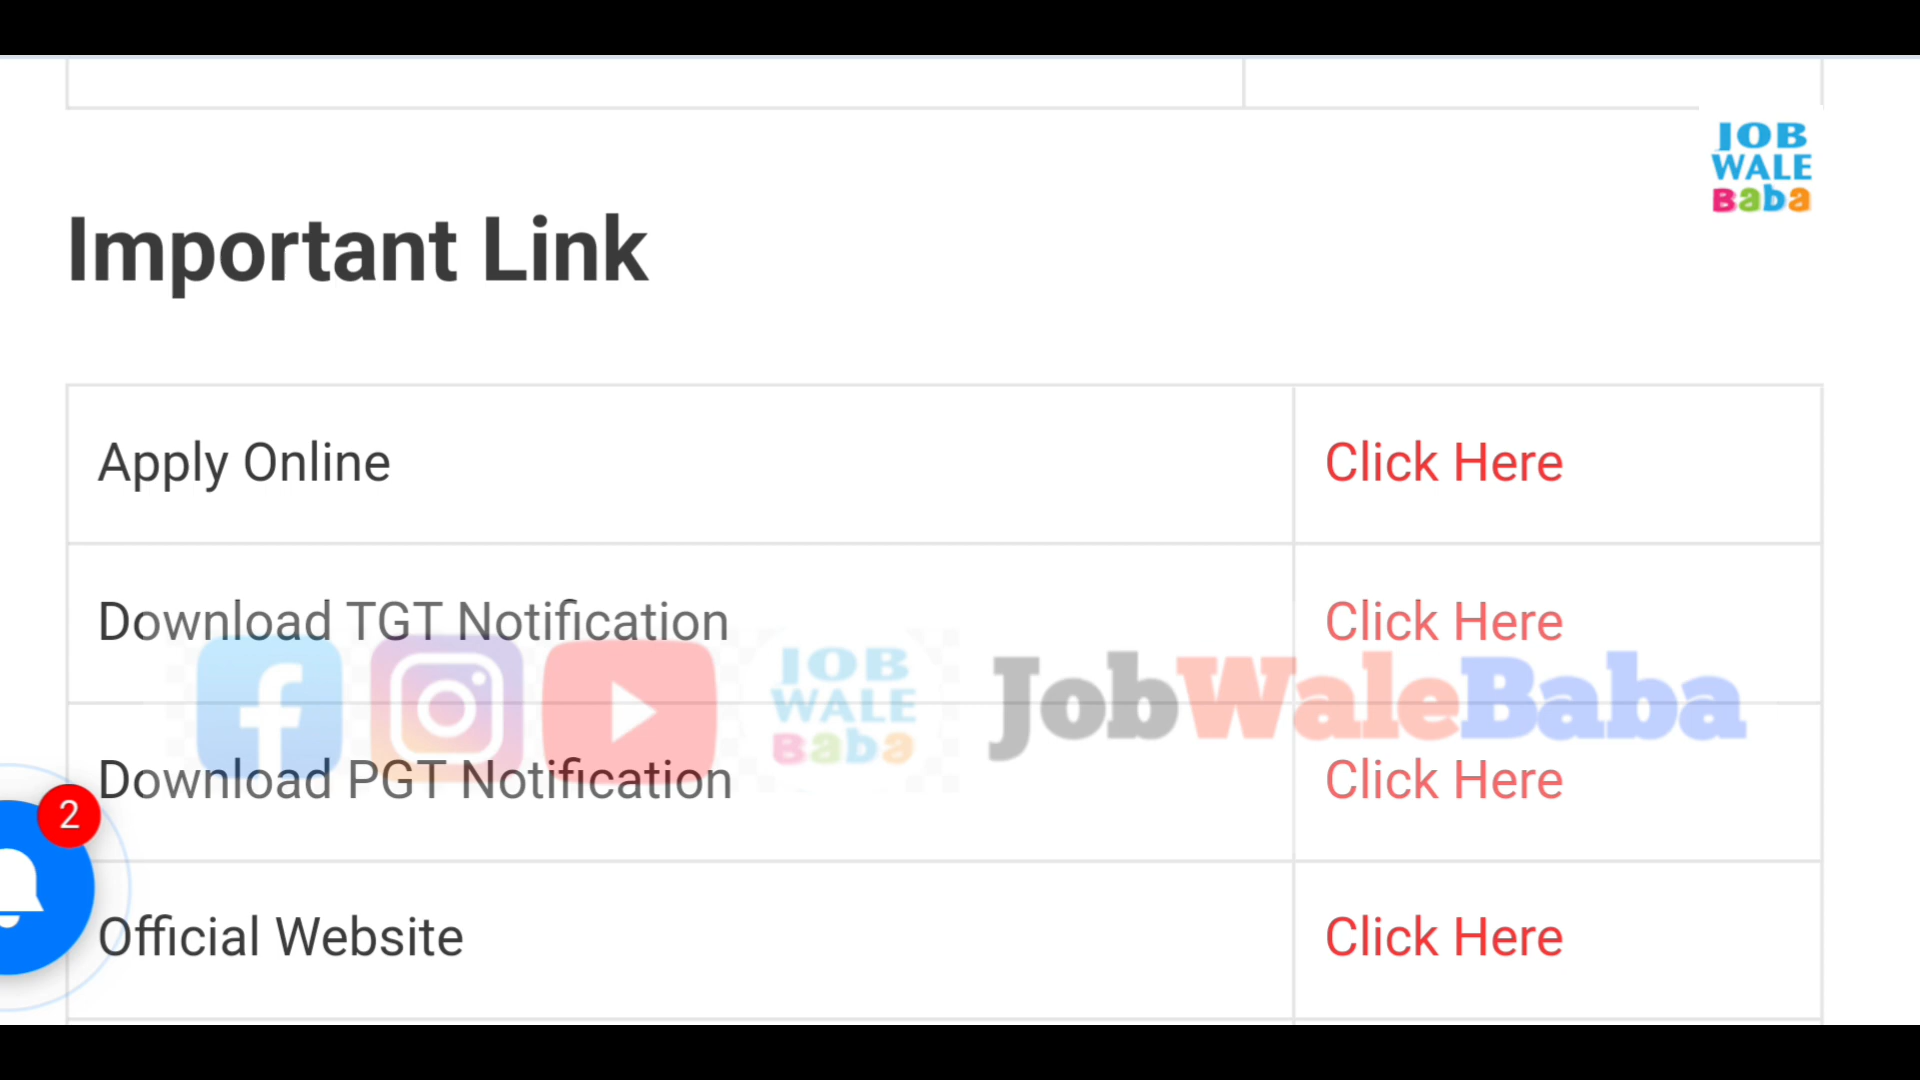 JOB
WALE
Baba
Important Link
Apply Online Click Here
Download TGT Notification Click Here
JOB
WALE
Baba
JobWaleBaba
Download PGT Notification Click Here
2
Official Website Click Here